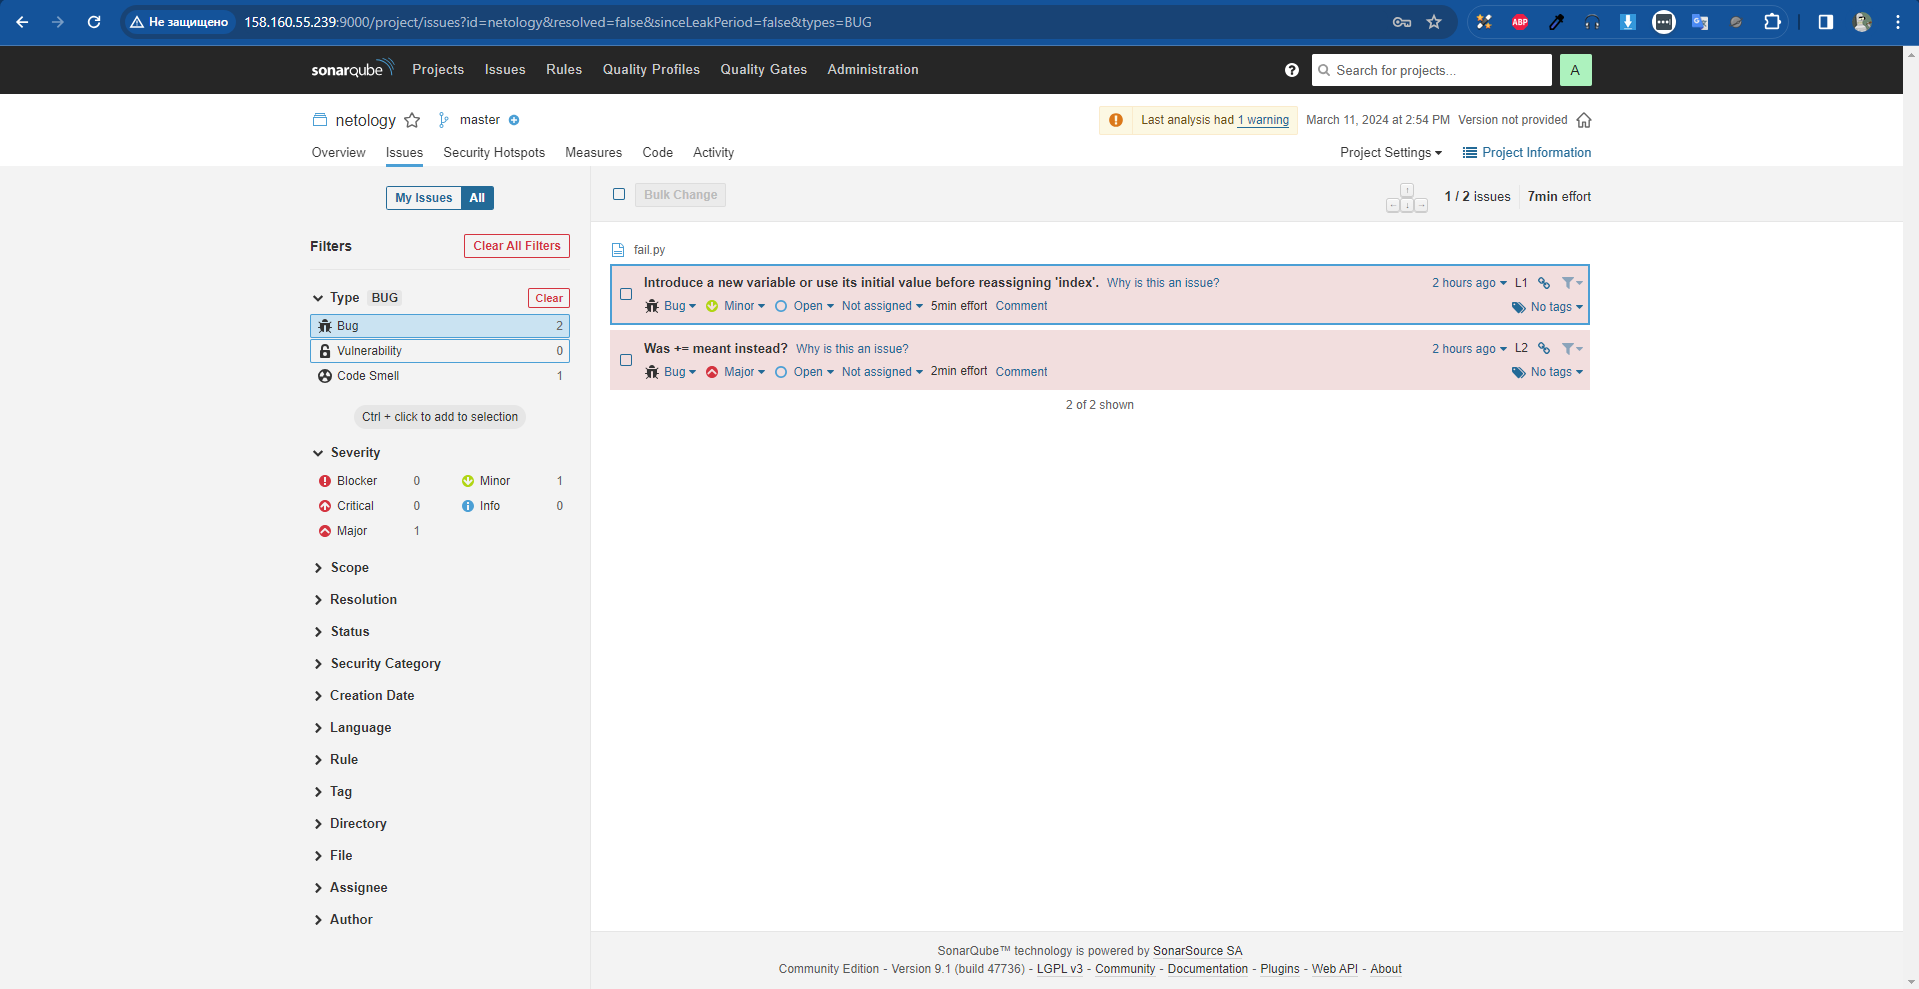 Не защищено 158.160.55.239:9000/project/issues?id=netology&resolved=false&sinceLeakPeriod=false&types=BUG
ABP
sonarqube Projects Issues Rules Quality Profiles Quality Gates Administration ? Search for projects... A
netology master Last analysis had 1 warning March 11, 2024 at 2:54 PM Version not provided
Overview Issues Security Hotspots Measures Code Activity Project Settings Project Information
My Issues All
Bulk Change 1 / 2 issues 7min effort
Filters Clear All Filters
Type BUG Clear
Bug 2
Vulnerability 0
Code Smell 1
Ctrl + click to add to selection
Severity
Blocker 0 Minor 1
Critical 0 Info 0
Major 1
Scope
Resolution
Status
Security Category
Creation Date
Language
Rule
Tag
Directory
File
Assignee
Author
fail.py
Introduce a new variable or use its initial value before reassigning 'index'. Why is this an issue? 2 hours ago L1
Bug Minor Open Not assigned 5min effort Comment No tags
Was += meant instead? Why is this an issue? 2 hours ago L2
Bug Major Open Not assigned 2min effort Comment No tags
2 of 2 shown
SonarQube™ technology is powered by SonarSource SA
Community Edition - Version 9.1 (build 47736) - LGPL v3 - Community - Documentation - Plugins - Web API - About